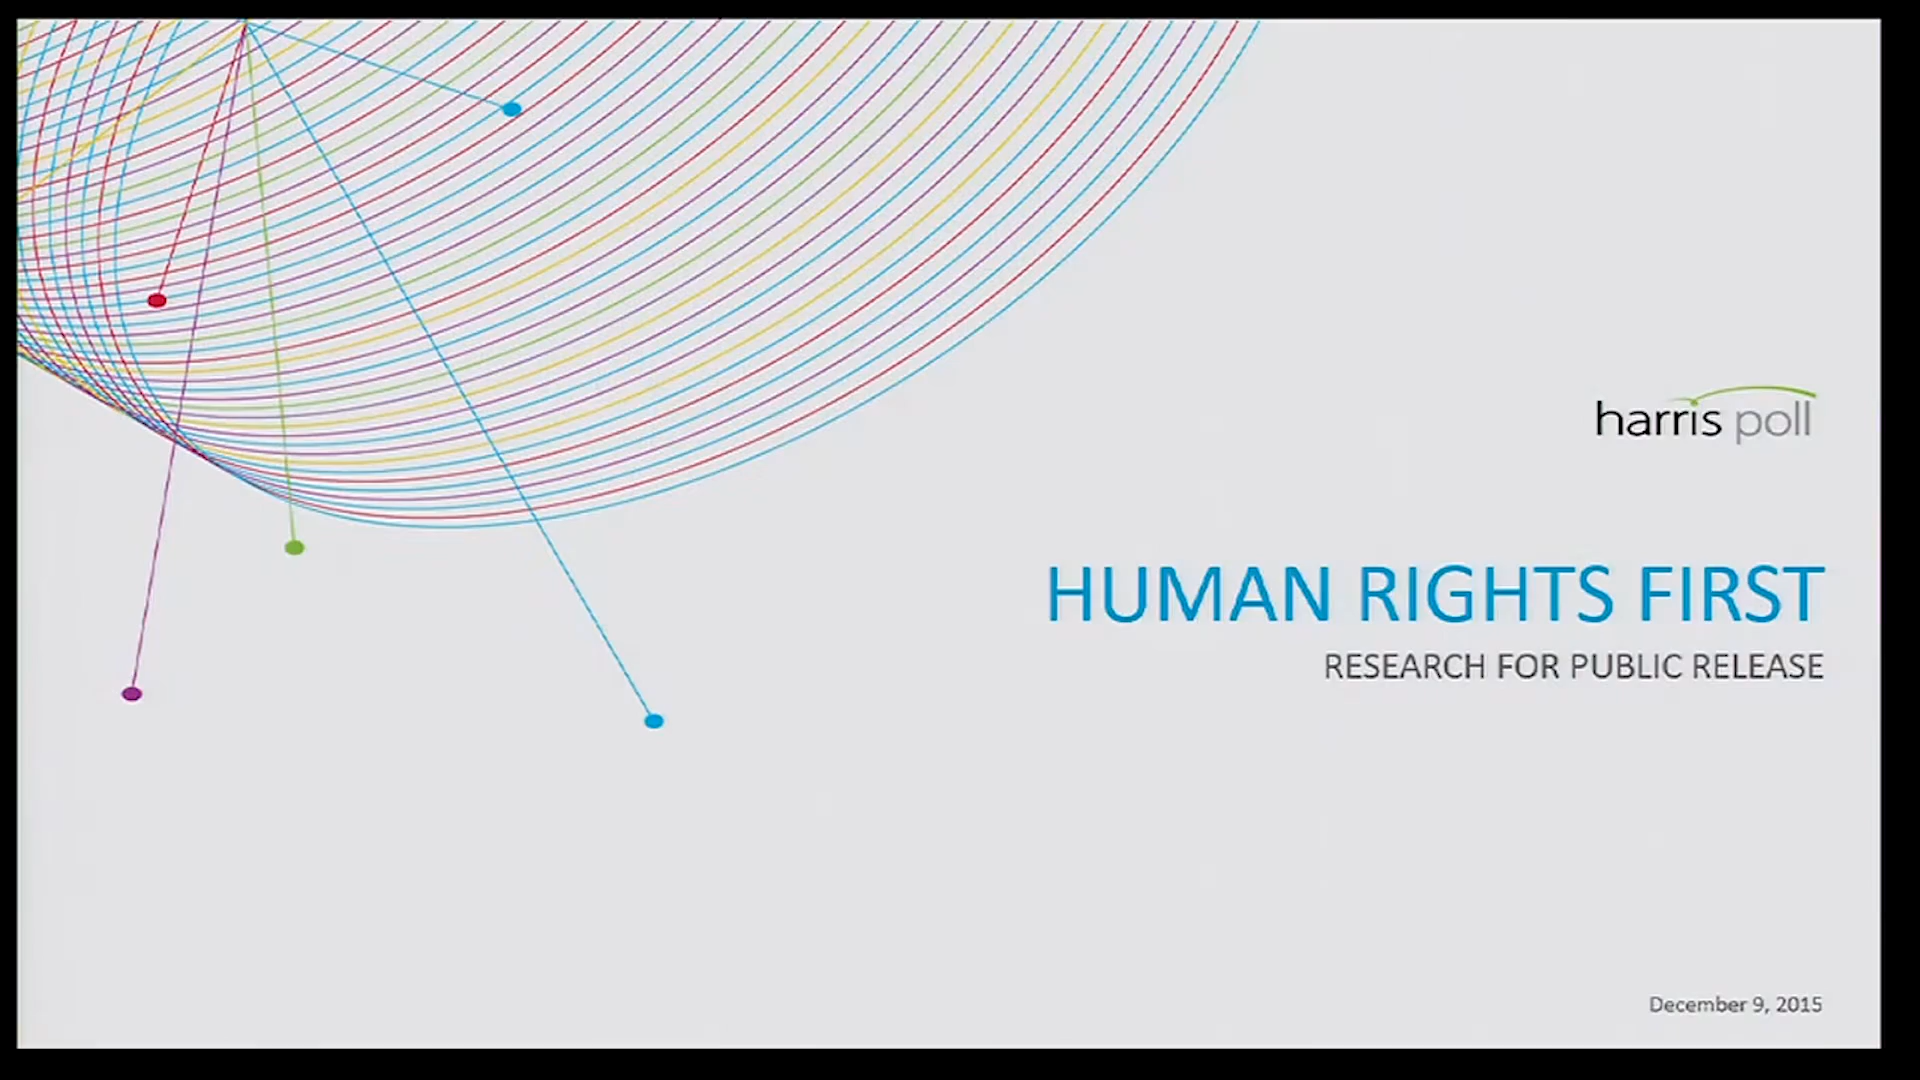 harris poll
HUMAN RIGHTS FIRST
RESEARCH FOR PUBLIC RELEASE
December 9, 2015